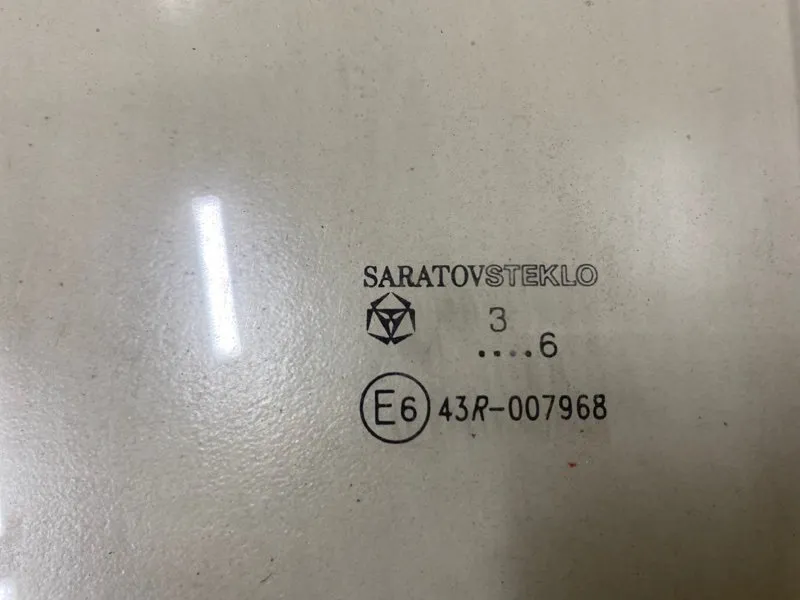 SARATOVSTEKLO
3
....6
E6 43R-007968